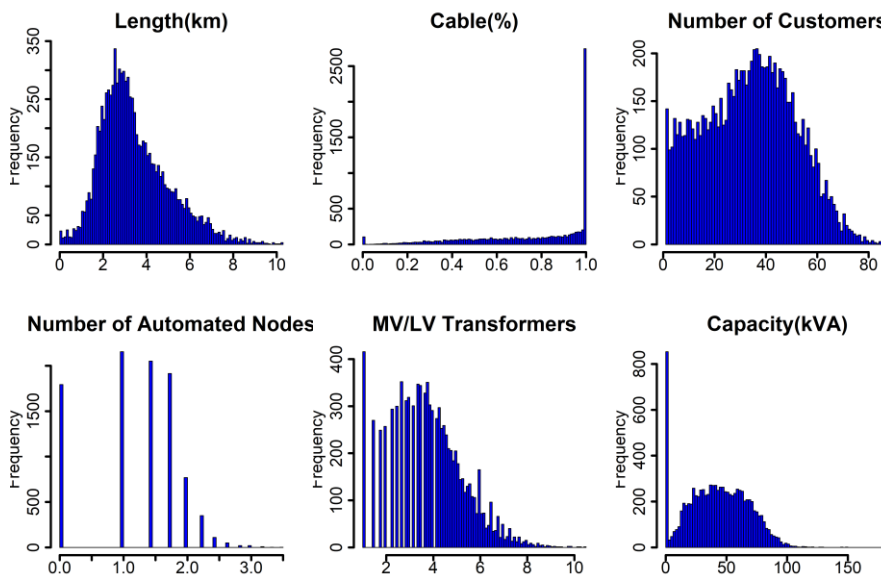 Length(km)
Frequency
350
250
150
50
0
0 2 4 6 8 10
Cable(%)
Frequency
2500
1500
500
0
0.0 0.2 0.4 0.6 0.8 1.0
Number of Customers
Frequency
200
150
100
50
0
0 20 40 60 80
Number of Automated Nodes
Frequency
1500
500
0
0.0 1.0 2.0 3.0
MV/LV Transformers
Frequency
400
300
200
100
0
2 4 6 8 10
Capacity(kVA)
Frequency
800
600
400
200
0
0 50 100 150